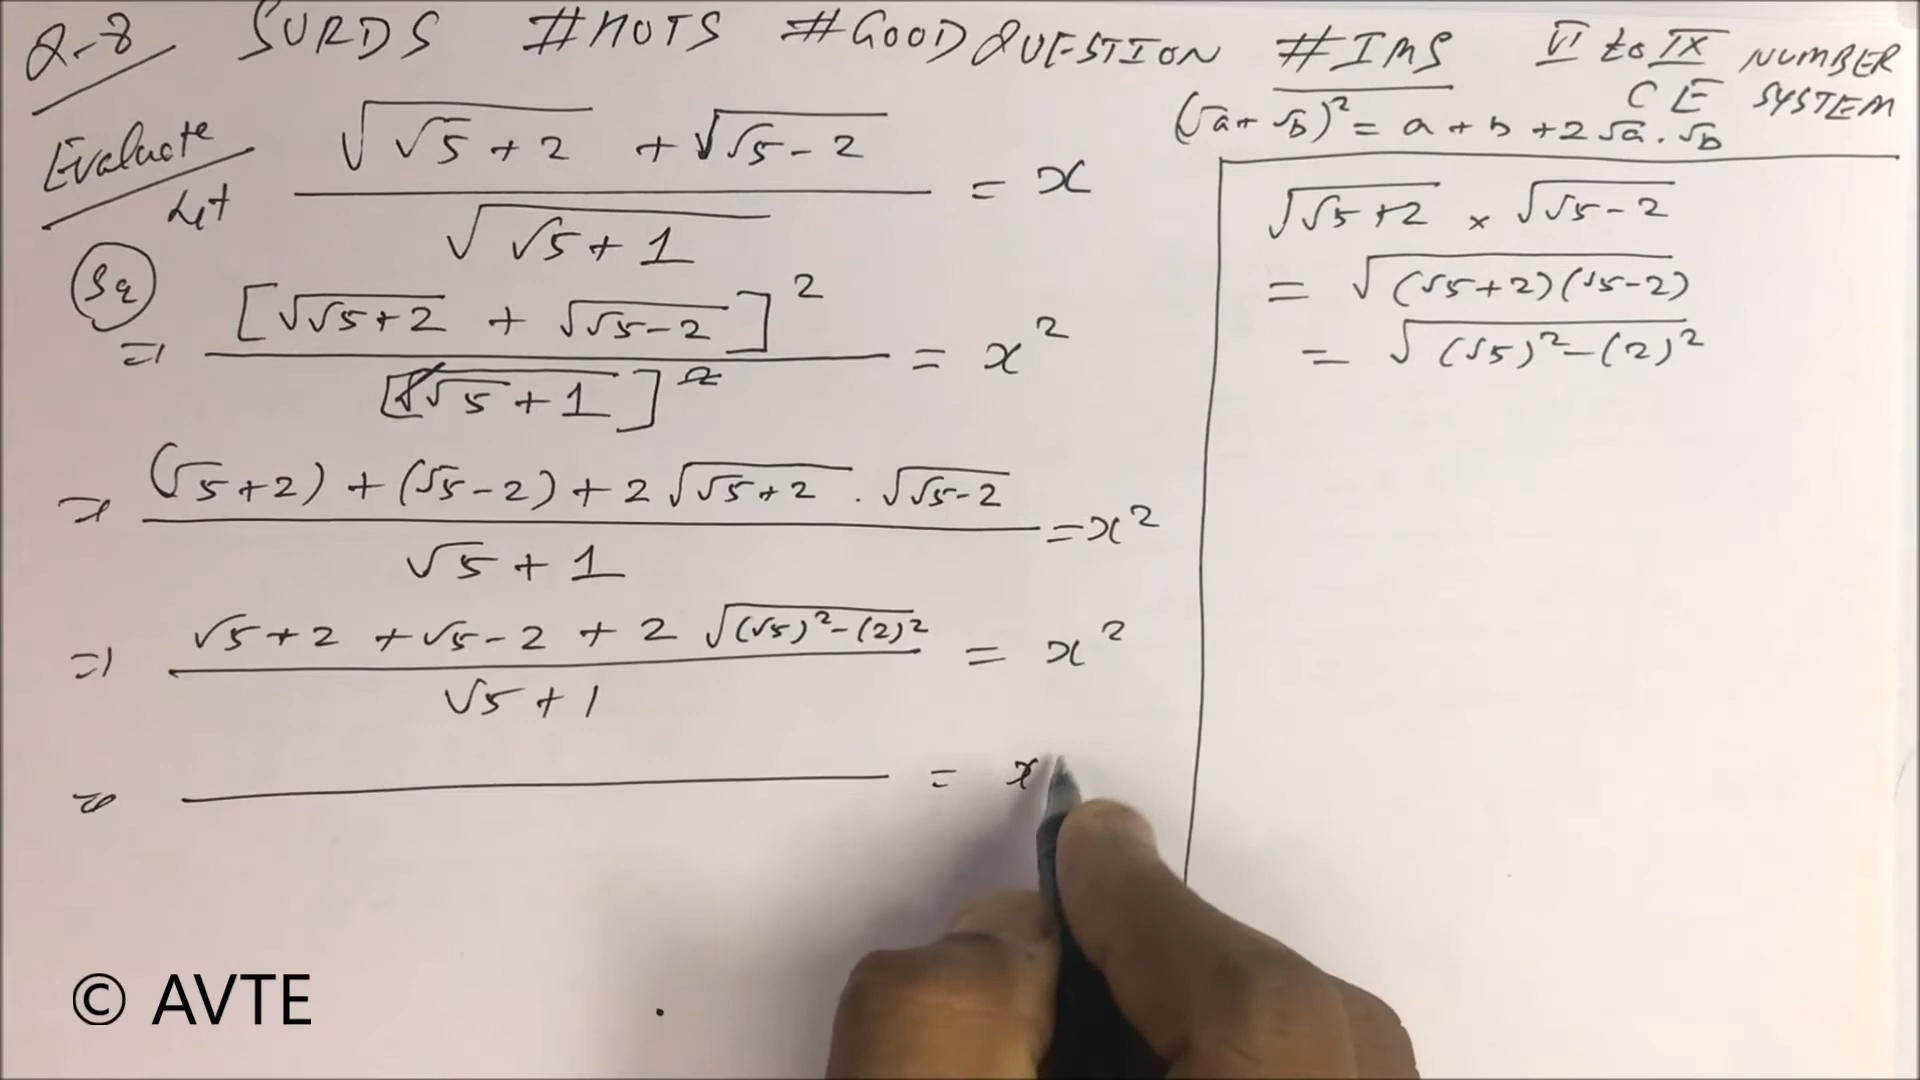 Q-8 SURDS #HOTS #GOOD QUESTION #IMS VI to IX NUMBER SYSTEM
C E
(√a + √b)² = a + b + 2√a . √b
Evaluate
Let (√(√5 + 2) + √(√5 - 2)) / √(√5 + 1) = x
Sq
⇒ [√(√5+2) + √(√5-2)]² / [√(√5+1)]² = x²
⇒ ((√5+2) + (√5-2) + 2√(√5+2) . √(√5-2)) / (√5 + 1) = x²
⇒ (√5+2 + √5-2 + 2√((√5)²-(2)²)) / (√5 + 1) = x²
⇒ = x
√(√5+2) × √(√5-2)
= √((√5+2)(√5-2))
= √((√5)²-(2)²)
© AVTE